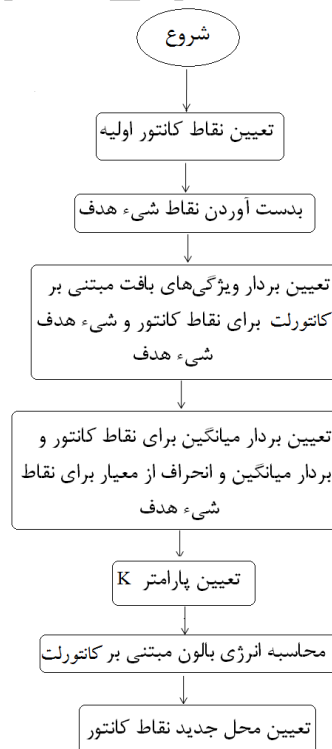 شروع
تعیین نقاط کانتور اولیه
بدست آوردن نقاط شیء هدف
تعیین بردار ویژگی‌های بافت مبتنی بر
کانتورلت برای نقاط کانتور و شیء هدف
شیء هدف
تعیین بردار میانگین برای نقاط کانتور و
بردار میانگین و انحراف از معیار برای نقاط
شیء هدف
تعیین پارامتر K
محاسبه انرژی بالون مبتنی بر کانتورلت
تعیین محل جدید نقاط کانتور